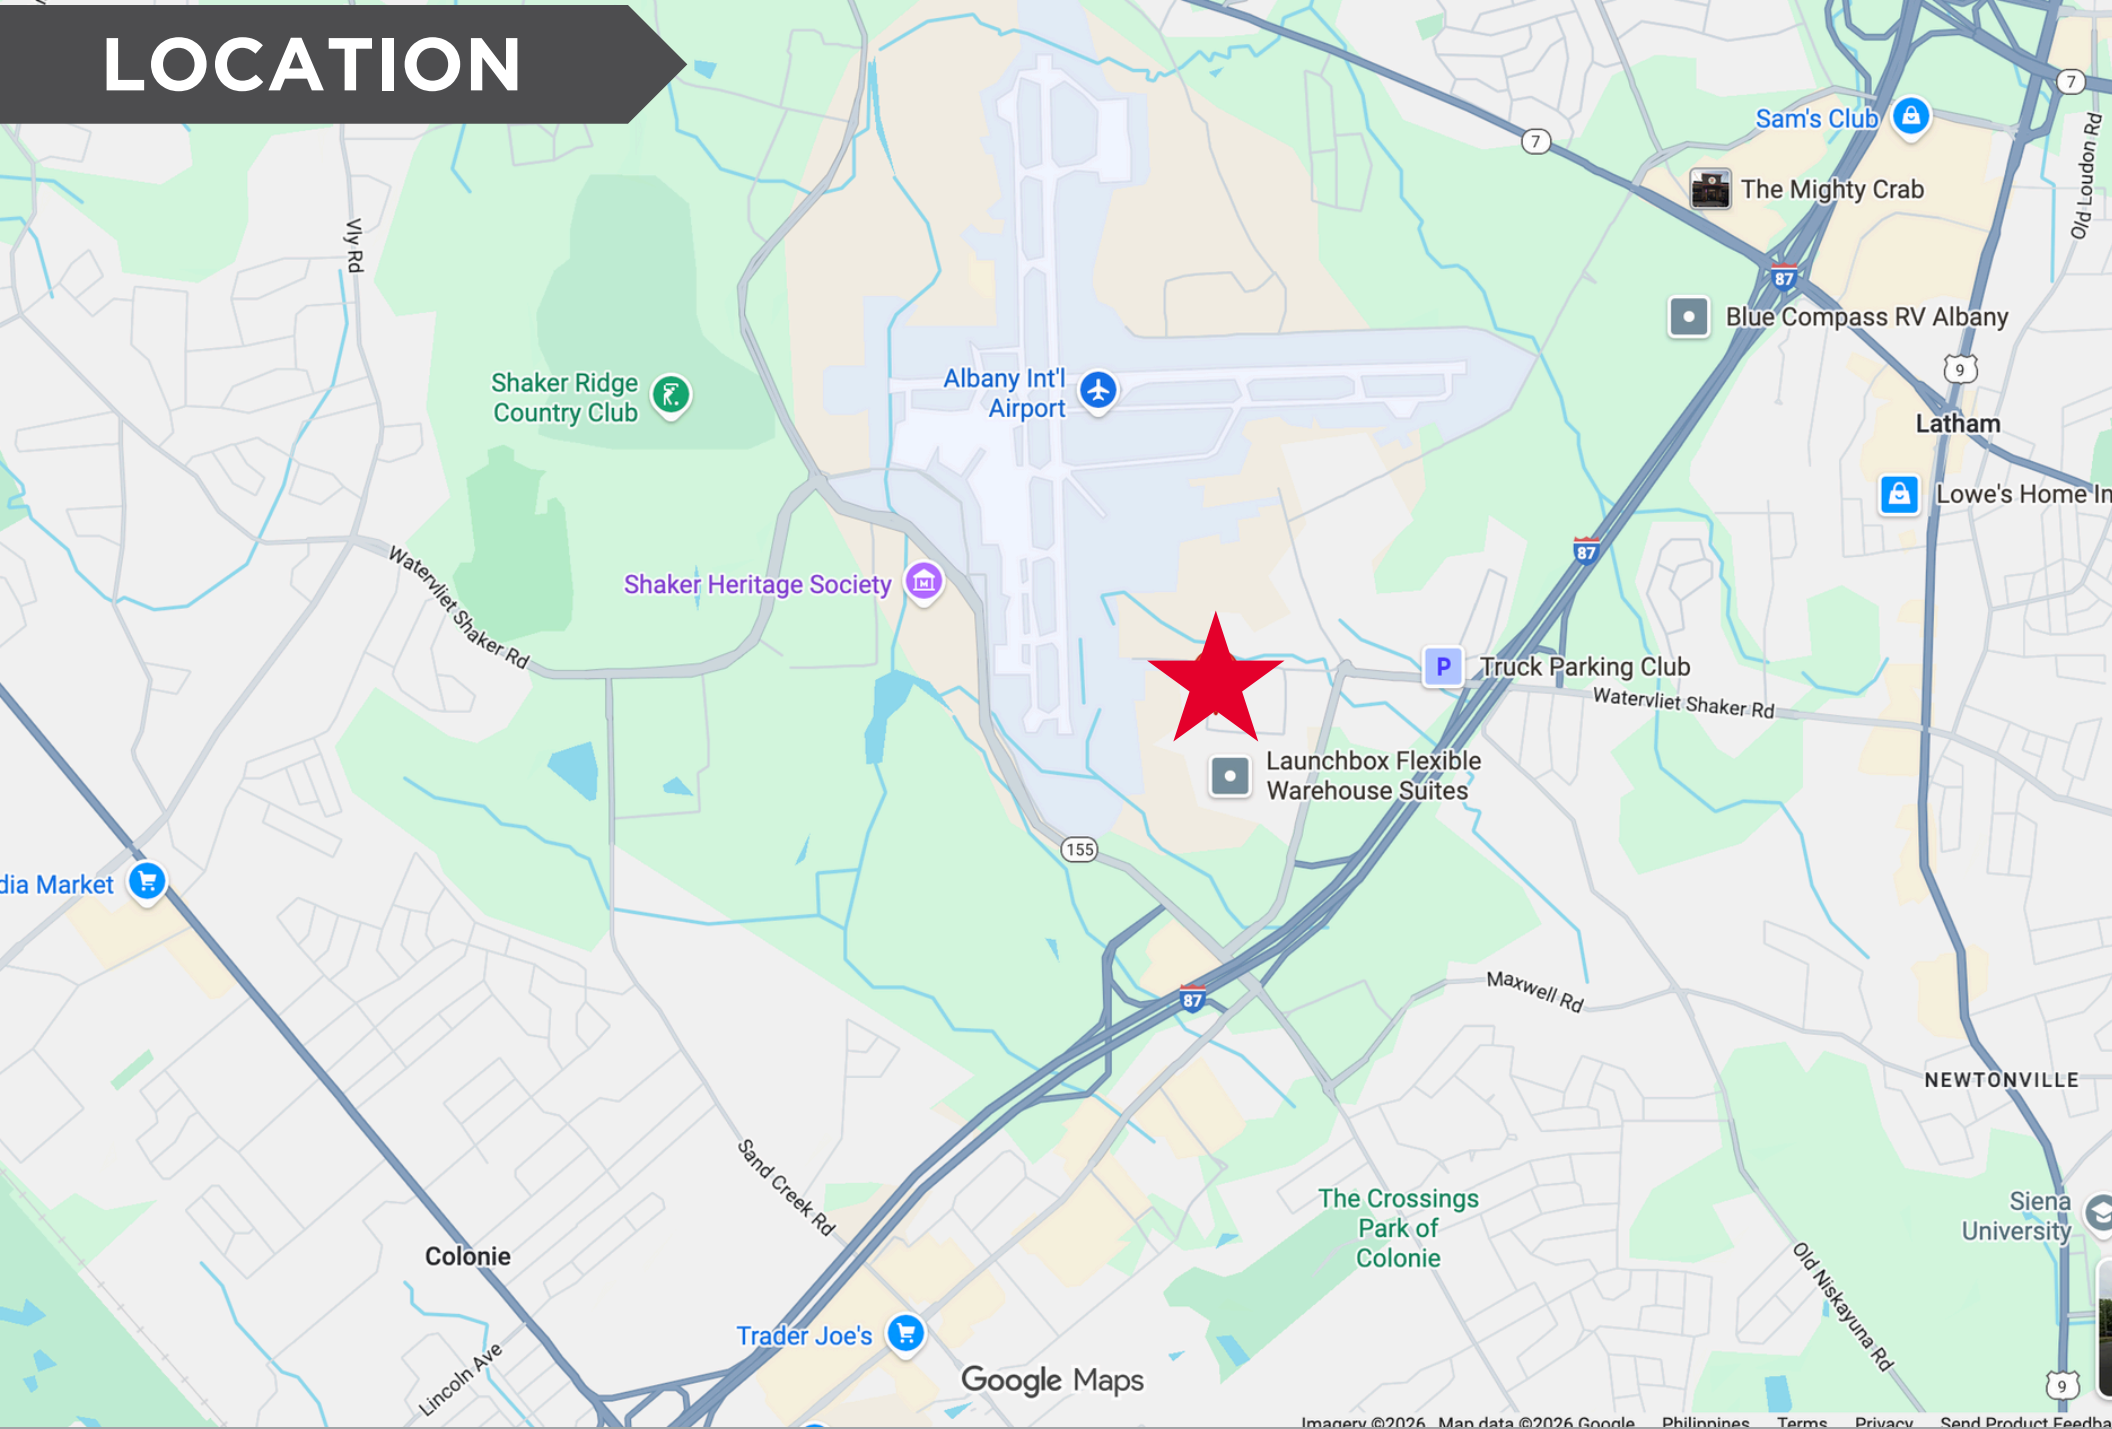 LOCATION
7
Sam's Club
7
The Mighty Crab
Old Loudon Rd
Vly Rd
87
Blue Compass RV Albany
9
Shaker Ridge
Country Club
Albany Int'l
Airport
Latham
Lowe's Home In
87
Watervliet Shaker Rd
Shaker Heritage Society
P
Truck Parking Club
Watervliet Shaker Rd
Launchbox Flexible
Warehouse Suites
155
dia Market
87
Maxwell Rd
NEWTONVILLE
Sand Creek Rd
The Crossings
Park of
Colonie
Siena
University
Colonie
Old Niskayuna Rd
Trader Joe's
Lincoln Ave
Google Maps
9
Imagery ©2026 Map data ©2026 Google Philippines Terms Privacy Send Product Feedba